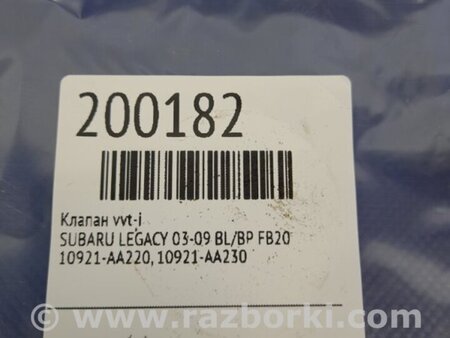 200182
Клапан vvt-i
SUBARU LEGACY 03-09 BL/BP FB20
10921-AA220, 10921-AA230
www.razborki.com